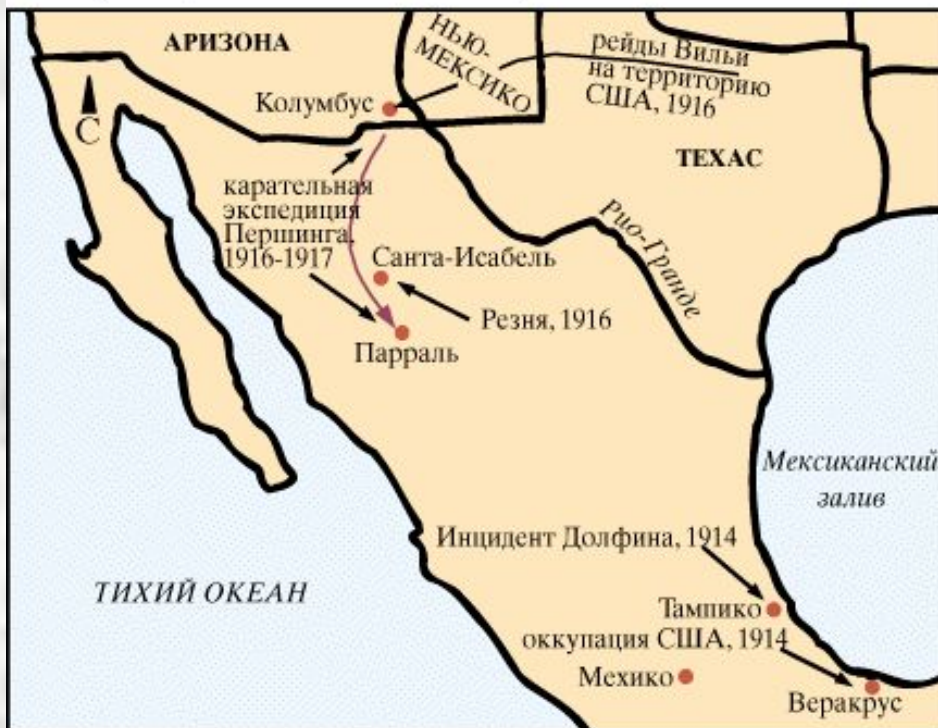 АРИЗОНА
НЬЮ-
МЕКСИКО
рейды Вильи
на территорию
США, 1916
Колумбус
С
ТЕХАС
карательная
экспедиция
Першинга,
1916-1917
Рио-Гранде
Санта-Исабель
Резня, 1916
Парраль
Мексиканский
залив
Инцидент Долфина, 1914
ТИХИЙ ОКЕАН
Тампико
оккупация США, 1914
Мехико
Веракрус